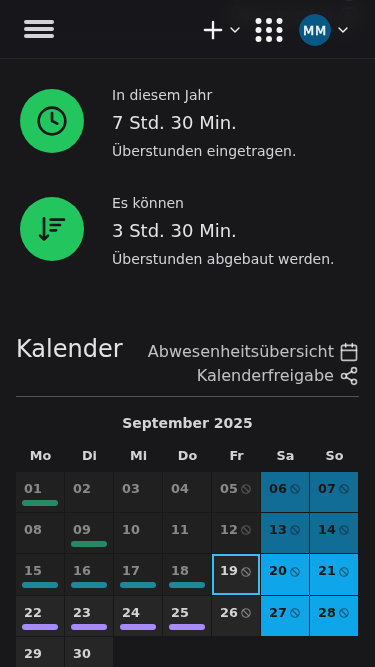 MM
In diesem Jahr
7 Std. 30 Min.
Überstunden eingetragen.
Es können
3 Std. 30 Min.
Überstunden abgebaut werden.
Kalender
Abwesenheitsübersicht
Kalenderfreigabe
September 2025
Mo Di Mi Do Fr Sa So
01 02 03 04 05 06 07
08 09 10 11 12 13 14
15 16 17 18 19 20 21
22 23 24 25 26 27 28
29 30